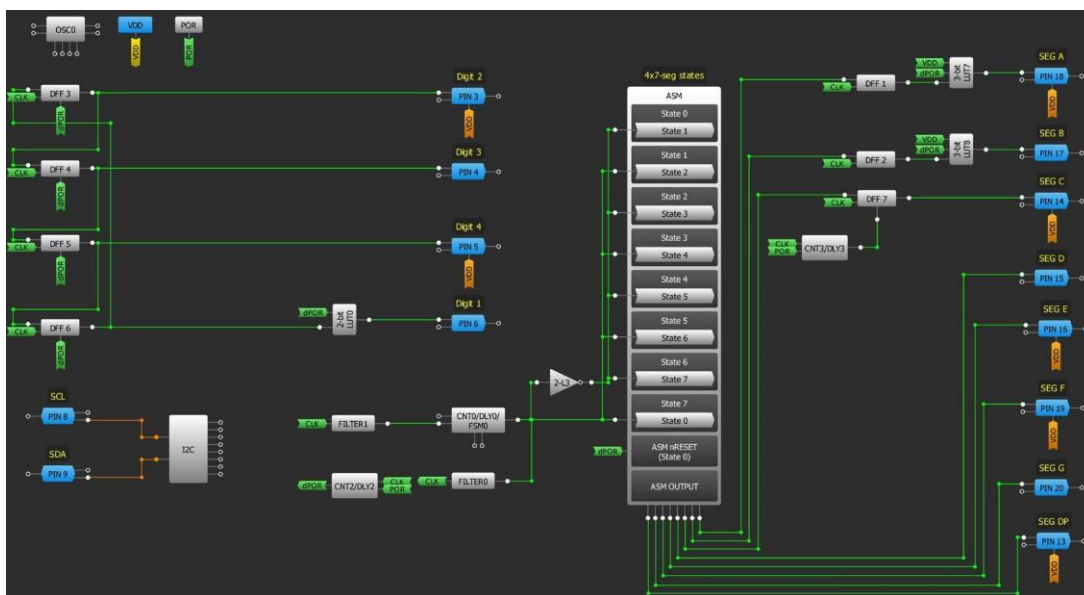 OSC0
VDD
VDD
POR
POR
CLK
DFF 3
dPOR
Digit 2
PIN 3
VDD
CLK
DFF 4
dPOR
Digit 3
PIN 4
CLK
DFF 5
dPOR
Digit 4
PIN 5
VDD
CLK
DFF 6
dPOR
dPOR
2-bit
LUT0
Digit 1
PIN 6
SCL
PIN 8
SDA
PIN 9
I2C
CLK
FILTER1
CNT0/DLY0/
FSM0
2-L3
dPOR
CNT2/DLY2
CLK
POR
CLK
FILTER0
4x7-seg states
ASM
State 0
State 1
State 1
State 2
State 2
State 3
State 3
State 4
State 4
State 5
State 5
State 6
State 6
State 7
State 7
State 0
dPOR
ASM nRESET
(State 0)
ASM OUTPUT
CLK
DFF 1
VDD
dPOR
3-bit
LUT7
SEG A
PIN 18
VDD
CLK
DFF 2
VDD
dPOR
3-bit
LUT8
SEG B
PIN 17
CLK
DFF 7
SEG C
PIN 14
VDD
CLK
POR
CNT3/DLY3
SEG D
PIN 15
SEG E
PIN 16
VDD
SEG F
PIN 19
VDD
SEG G
PIN 20
SEG DP
PIN 13
VDD